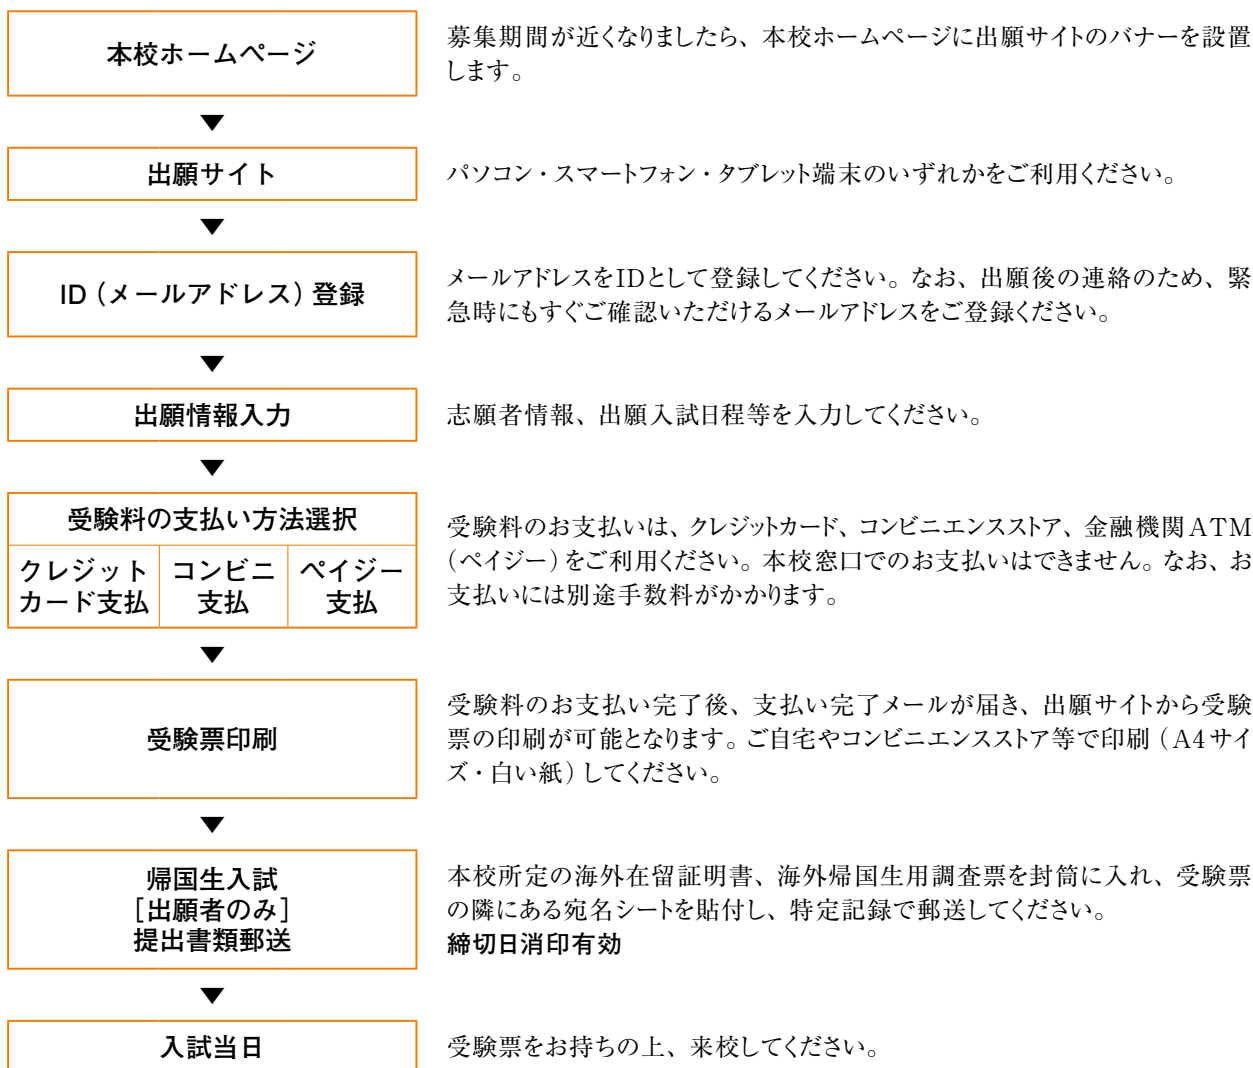 本校ホームページ
募集期間が近くなりましたら、本校ホームページに出願サイトのバナーを設置
します。
▼
出願サイト
パソコン・スマートフォン・タブレット端末のいずれかをご利用ください。
▼
ID（メールアドレス）登録
メールアドレスをIDとして登録してください。なお、出願後の連絡のため、緊
急時にもすぐご確認いただけるメールアドレスをご登録ください。
▼
出願情報入力
志願者情報、出願入試日程等を入力してください。
▼
受験料の支払い方法選択
クレジット
カード支払
コンビニ
支払
ペイジー
支払
受験料のお支払いは、クレジットカード、コンビニエンスストア、金融機関ATM
（ペイジー）をご利用ください。本校窓口でのお支払いはできません。なお、お
支払いには別途手数料がかかります。
▼
受験票印刷
受験料のお支払い完了後、支払い完了メールが届き、出願サイトから受験
票の印刷が可能となります。ご自宅やコンビニエンスストア等で印刷（A4サイ
ズ・白い紙）してください。
▼
帰国生入試
［出願者のみ］
提出書類郵送
本校所定の海外在留証明書、海外帰国生用調査票を封筒に入れ、受験票
の隣にある宛名シートを貼付し、特定記録で郵送してください。
締切日消印有効
▼
入試当日
受験票をお持ちの上、来校してください。